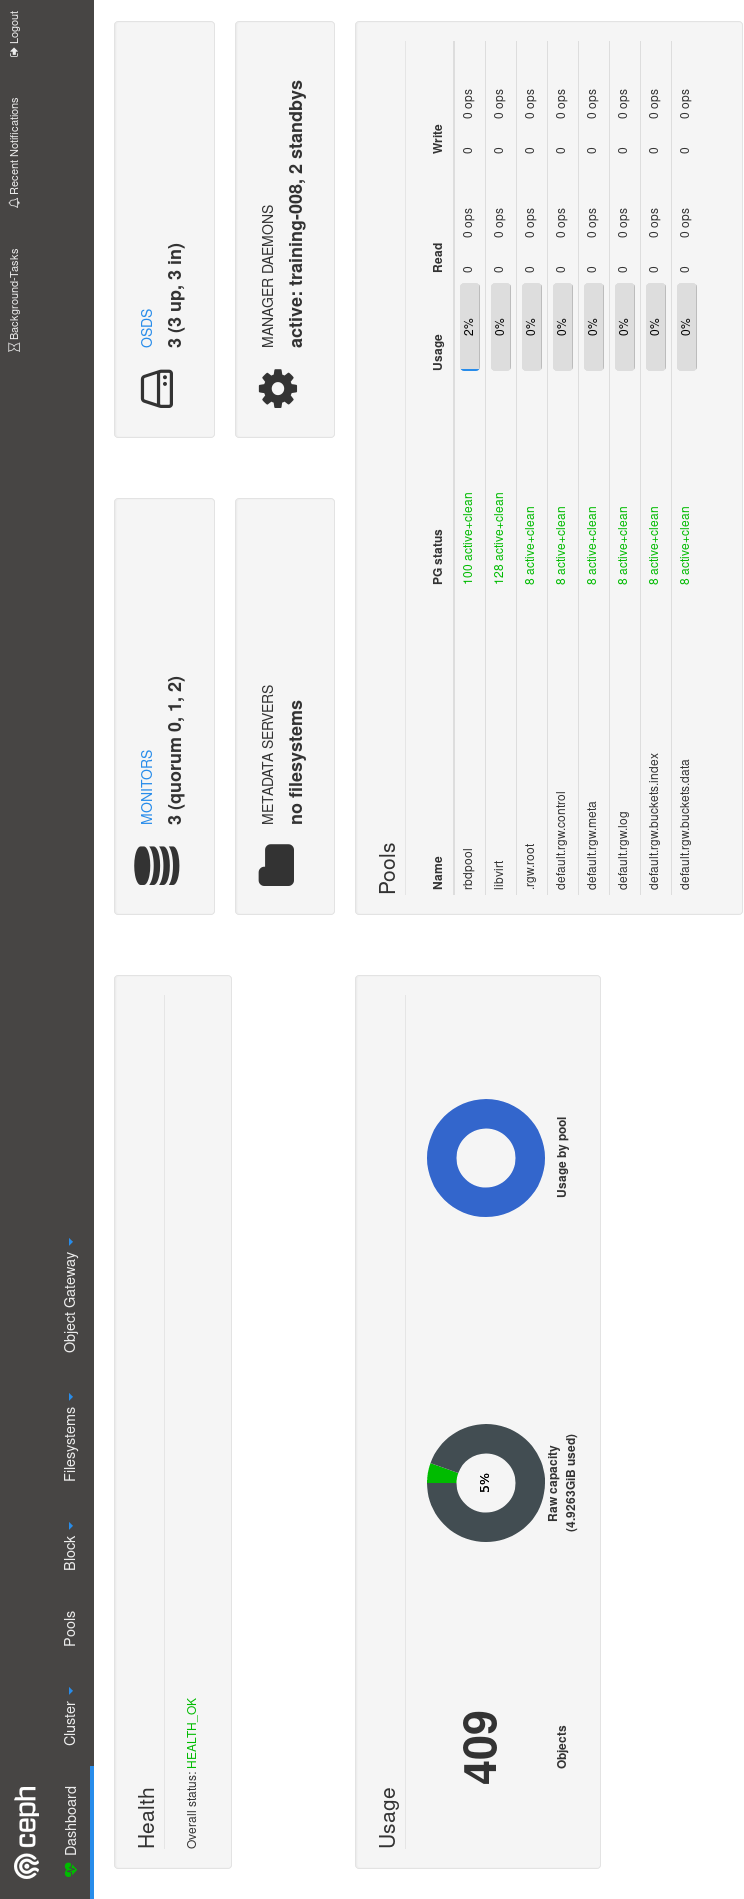 ceph
Background-Tasks Recent Notifications Logout
Dashboard Cluster Pools Block Filesystems Object Gateway
Health
Overall status: HEALTH_OK
MONITORS
3 (quorum 0, 1, 2)
OSDS
3 (3 up, 3 in)
METADATA SERVERS
no filesystems
MANAGER DAEMONS
active: training-008, 2 standbys
Usage
409
Objects
5%
Raw capacity
(4.9263GiB used)
Usage by pool
Pools
Name PG status Usage Read Write
rbdpool 100 active+clean 2% 0 0 ops 0 0 ops
libvirt 128 active+clean 0% 0 0 ops 0 0 ops
.rgw.root 8 active+clean 0% 0 0 ops 0 0 ops
default.rgw.control 8 active+clean 0% 0 0 ops 0 0 ops
default.rgw.meta 8 active+clean 0% 0 0 ops 0 0 ops
default.rgw.log 8 active+clean 0% 0 0 ops 0 0 ops
default.rgw.buckets.index 8 active+clean 0% 0 0 ops 0 0 ops
default.rgw.buckets.data 8 active+clean 0% 0 0 ops 0 0 ops